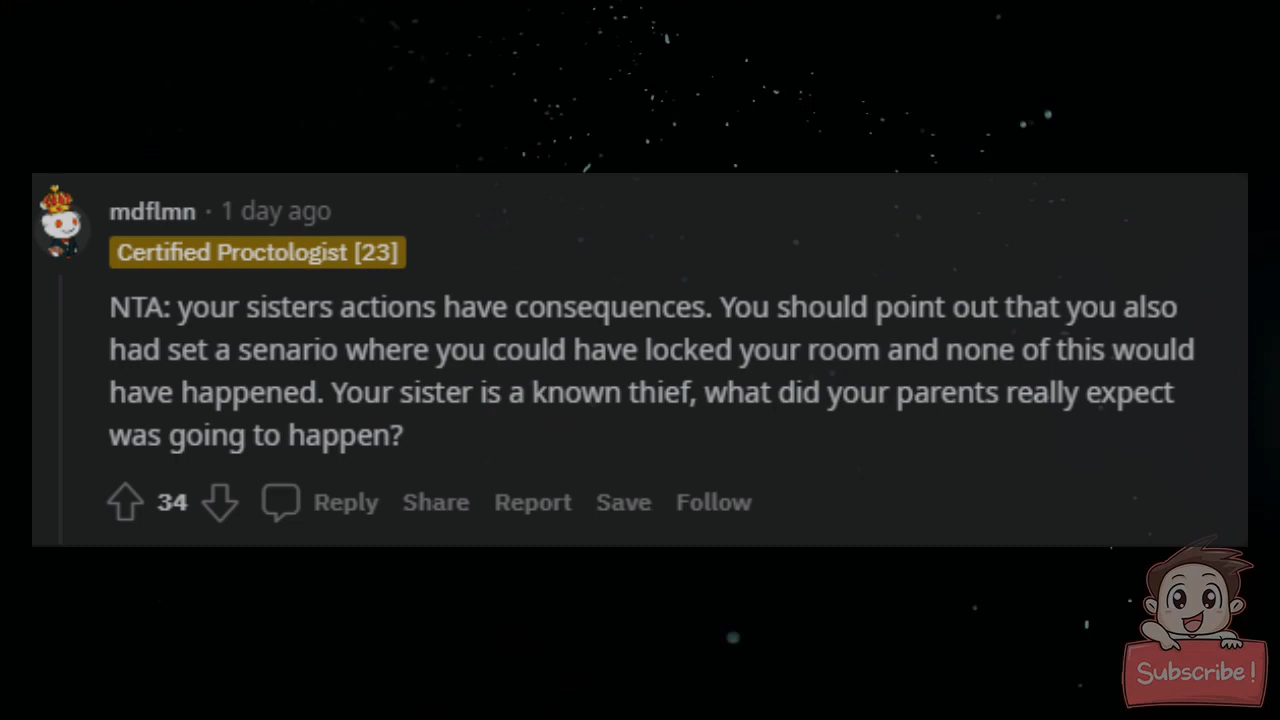 mdflmn · 1 day ago
Certified Proctologist [23]
NTA: your sisters actions have consequences. You should point out that you also
had set a senario where you could have locked your room and none of this would
have happened. Your sister is a known thief, what did your parents really expect
was going to happen?
34 Reply Share Report Save Follow
Subscribe!